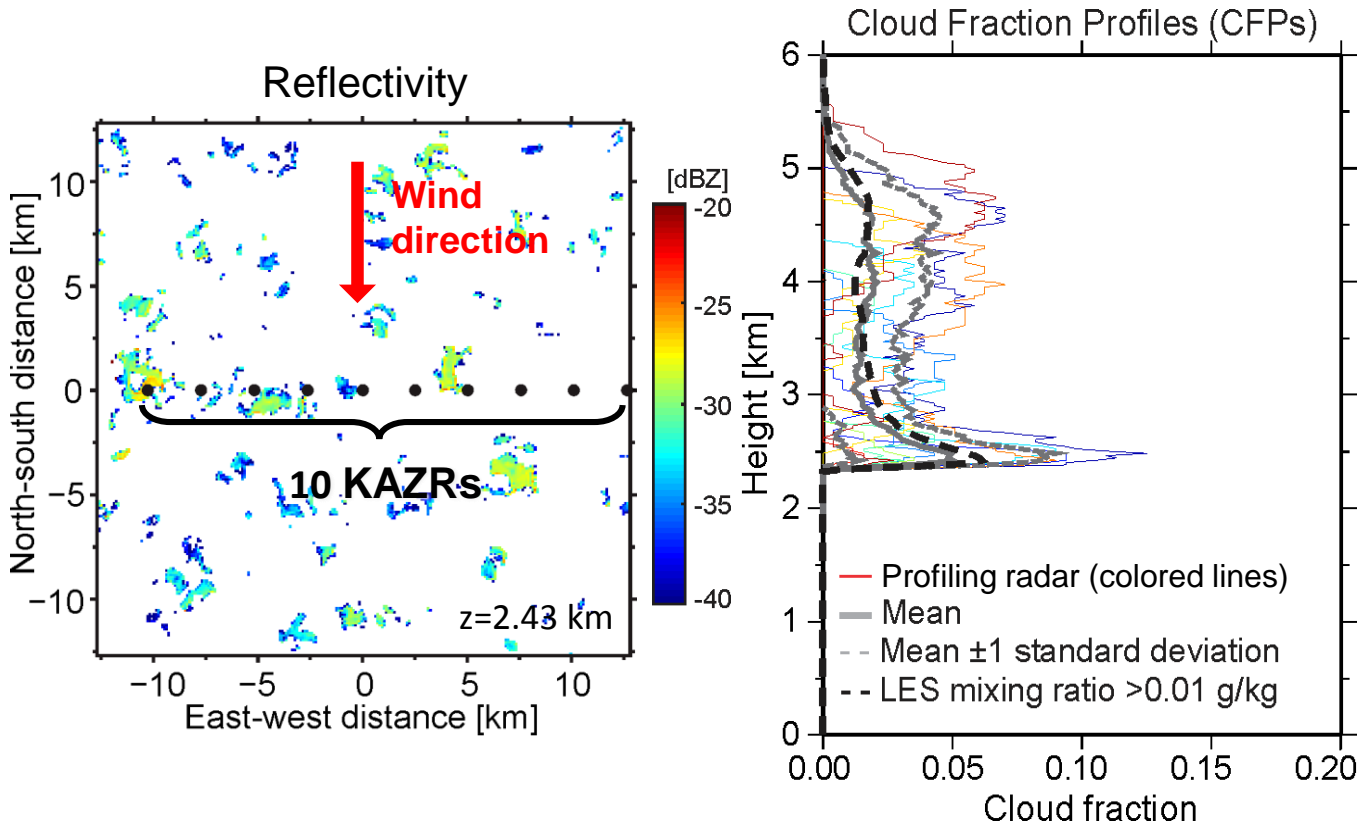 Reflectivity
North-south distance [km]
10
5
0
−5
−10
Wind
direction
10 KAZRs
z=2.43 km
−10
−5
0
5
10
East-west distance [km]
[dBZ]
-20
-25
-30
-35
-40
Cloud Fraction Profiles (CFPs)
Height [km]
6
5
4
3
2
1
0
Profiling radar (colored lines)
Mean
Mean ±1 standard deviation
LES mixing ratio >0.01 g/kg
0.00
0.05
0.10
0.15
0.20
Cloud fraction